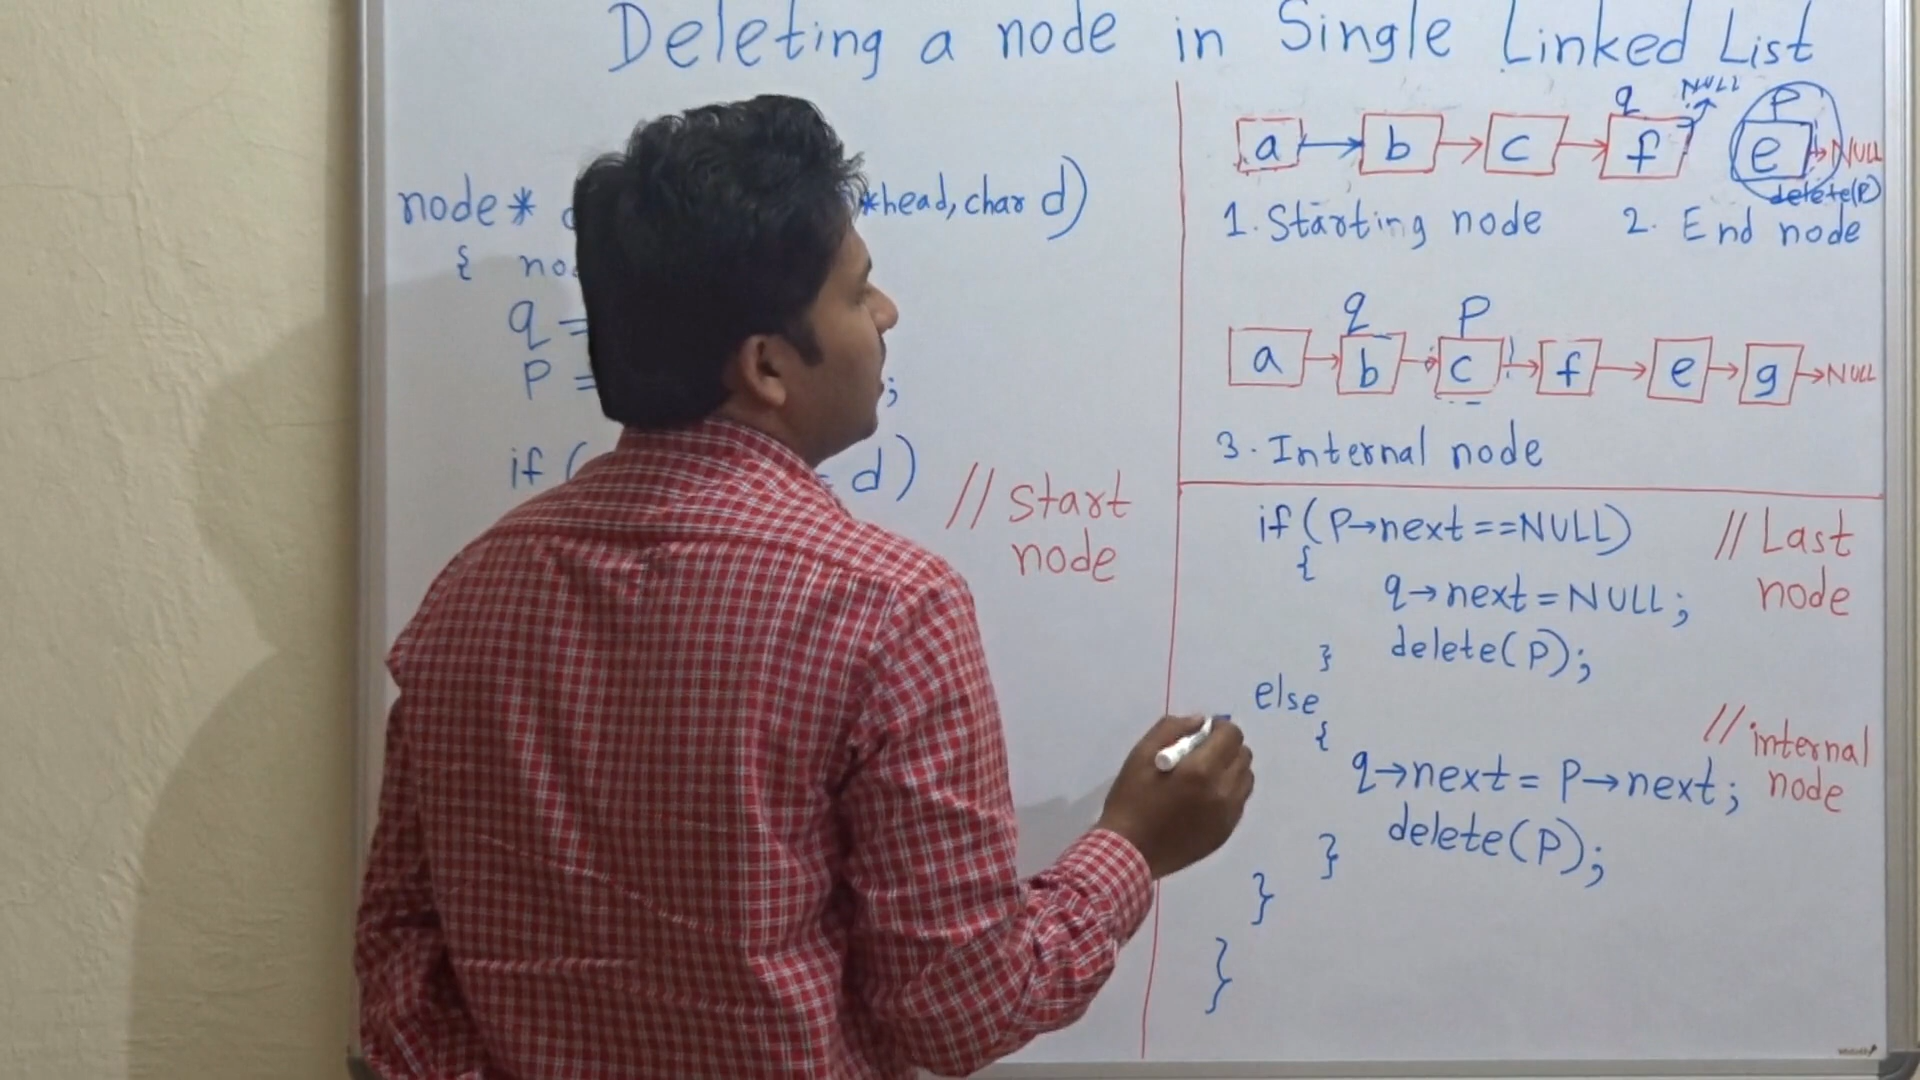 Deleting a node in Single Linked List
node* *head, char d)
{ no
q =
P = ;
if ( = d)
// Start
node
q NULL P
a b c f e NULL
delete(P)
1. Starting node 2. End node
q P
a b c f e g NULL
3. Internal node
if (P→next==NULL) // Last
{ node
q→next = NULL;
} delete(P);
else
{ // internal
q→next = P→next; node
delete(P);
}
}
}